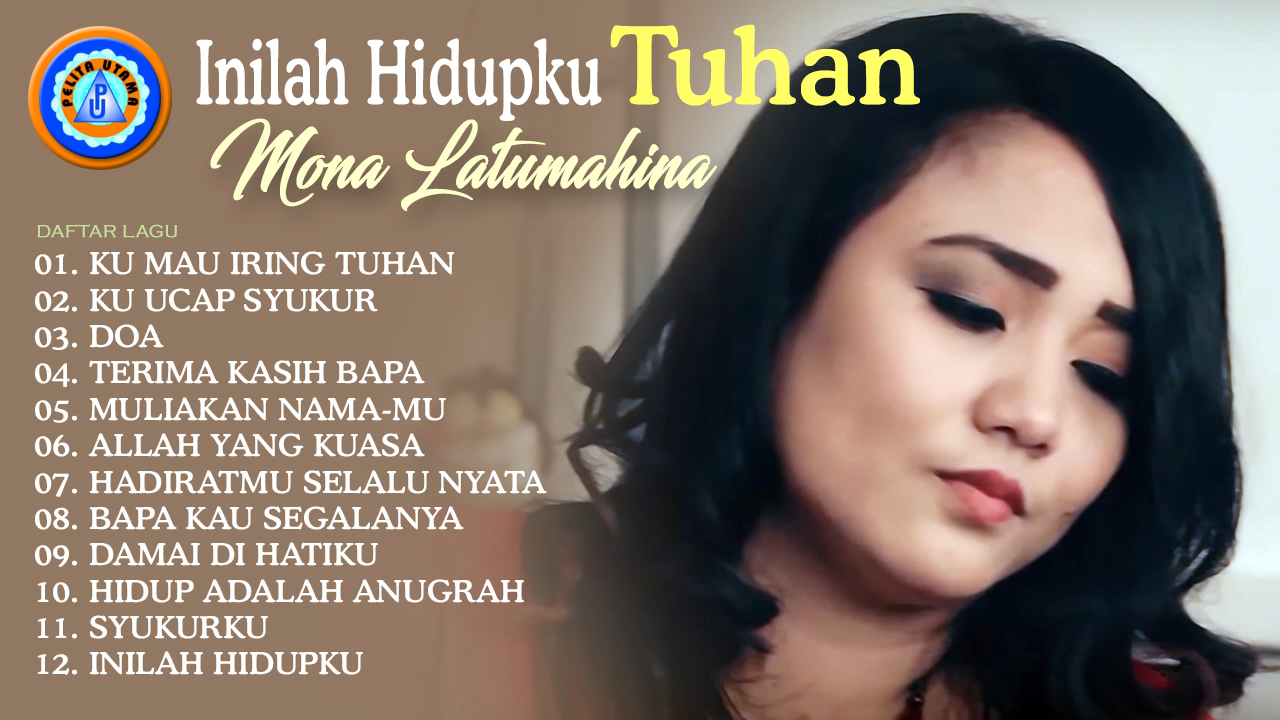 PELITA UTAMA
PU
Inilah Hidupku Tuhan
Mona Latumahina
DAFTAR LAGU
01. KU MAU IRING TUHAN
02. KU UCAP SYUKUR
03. DOA
04. TERIMA KASIH BAPA
05. MULIAKAN NAMA-MU
06. ALLAH YANG KUASA
07. HADIRATMU SELALU NYATA
08. BAPA KAU SEGALANYA
09. DAMAI DI HATIKU
10. HIDUP ADALAH ANUGRAH
11. SYUKURKU
12. INILAH HIDUPKU